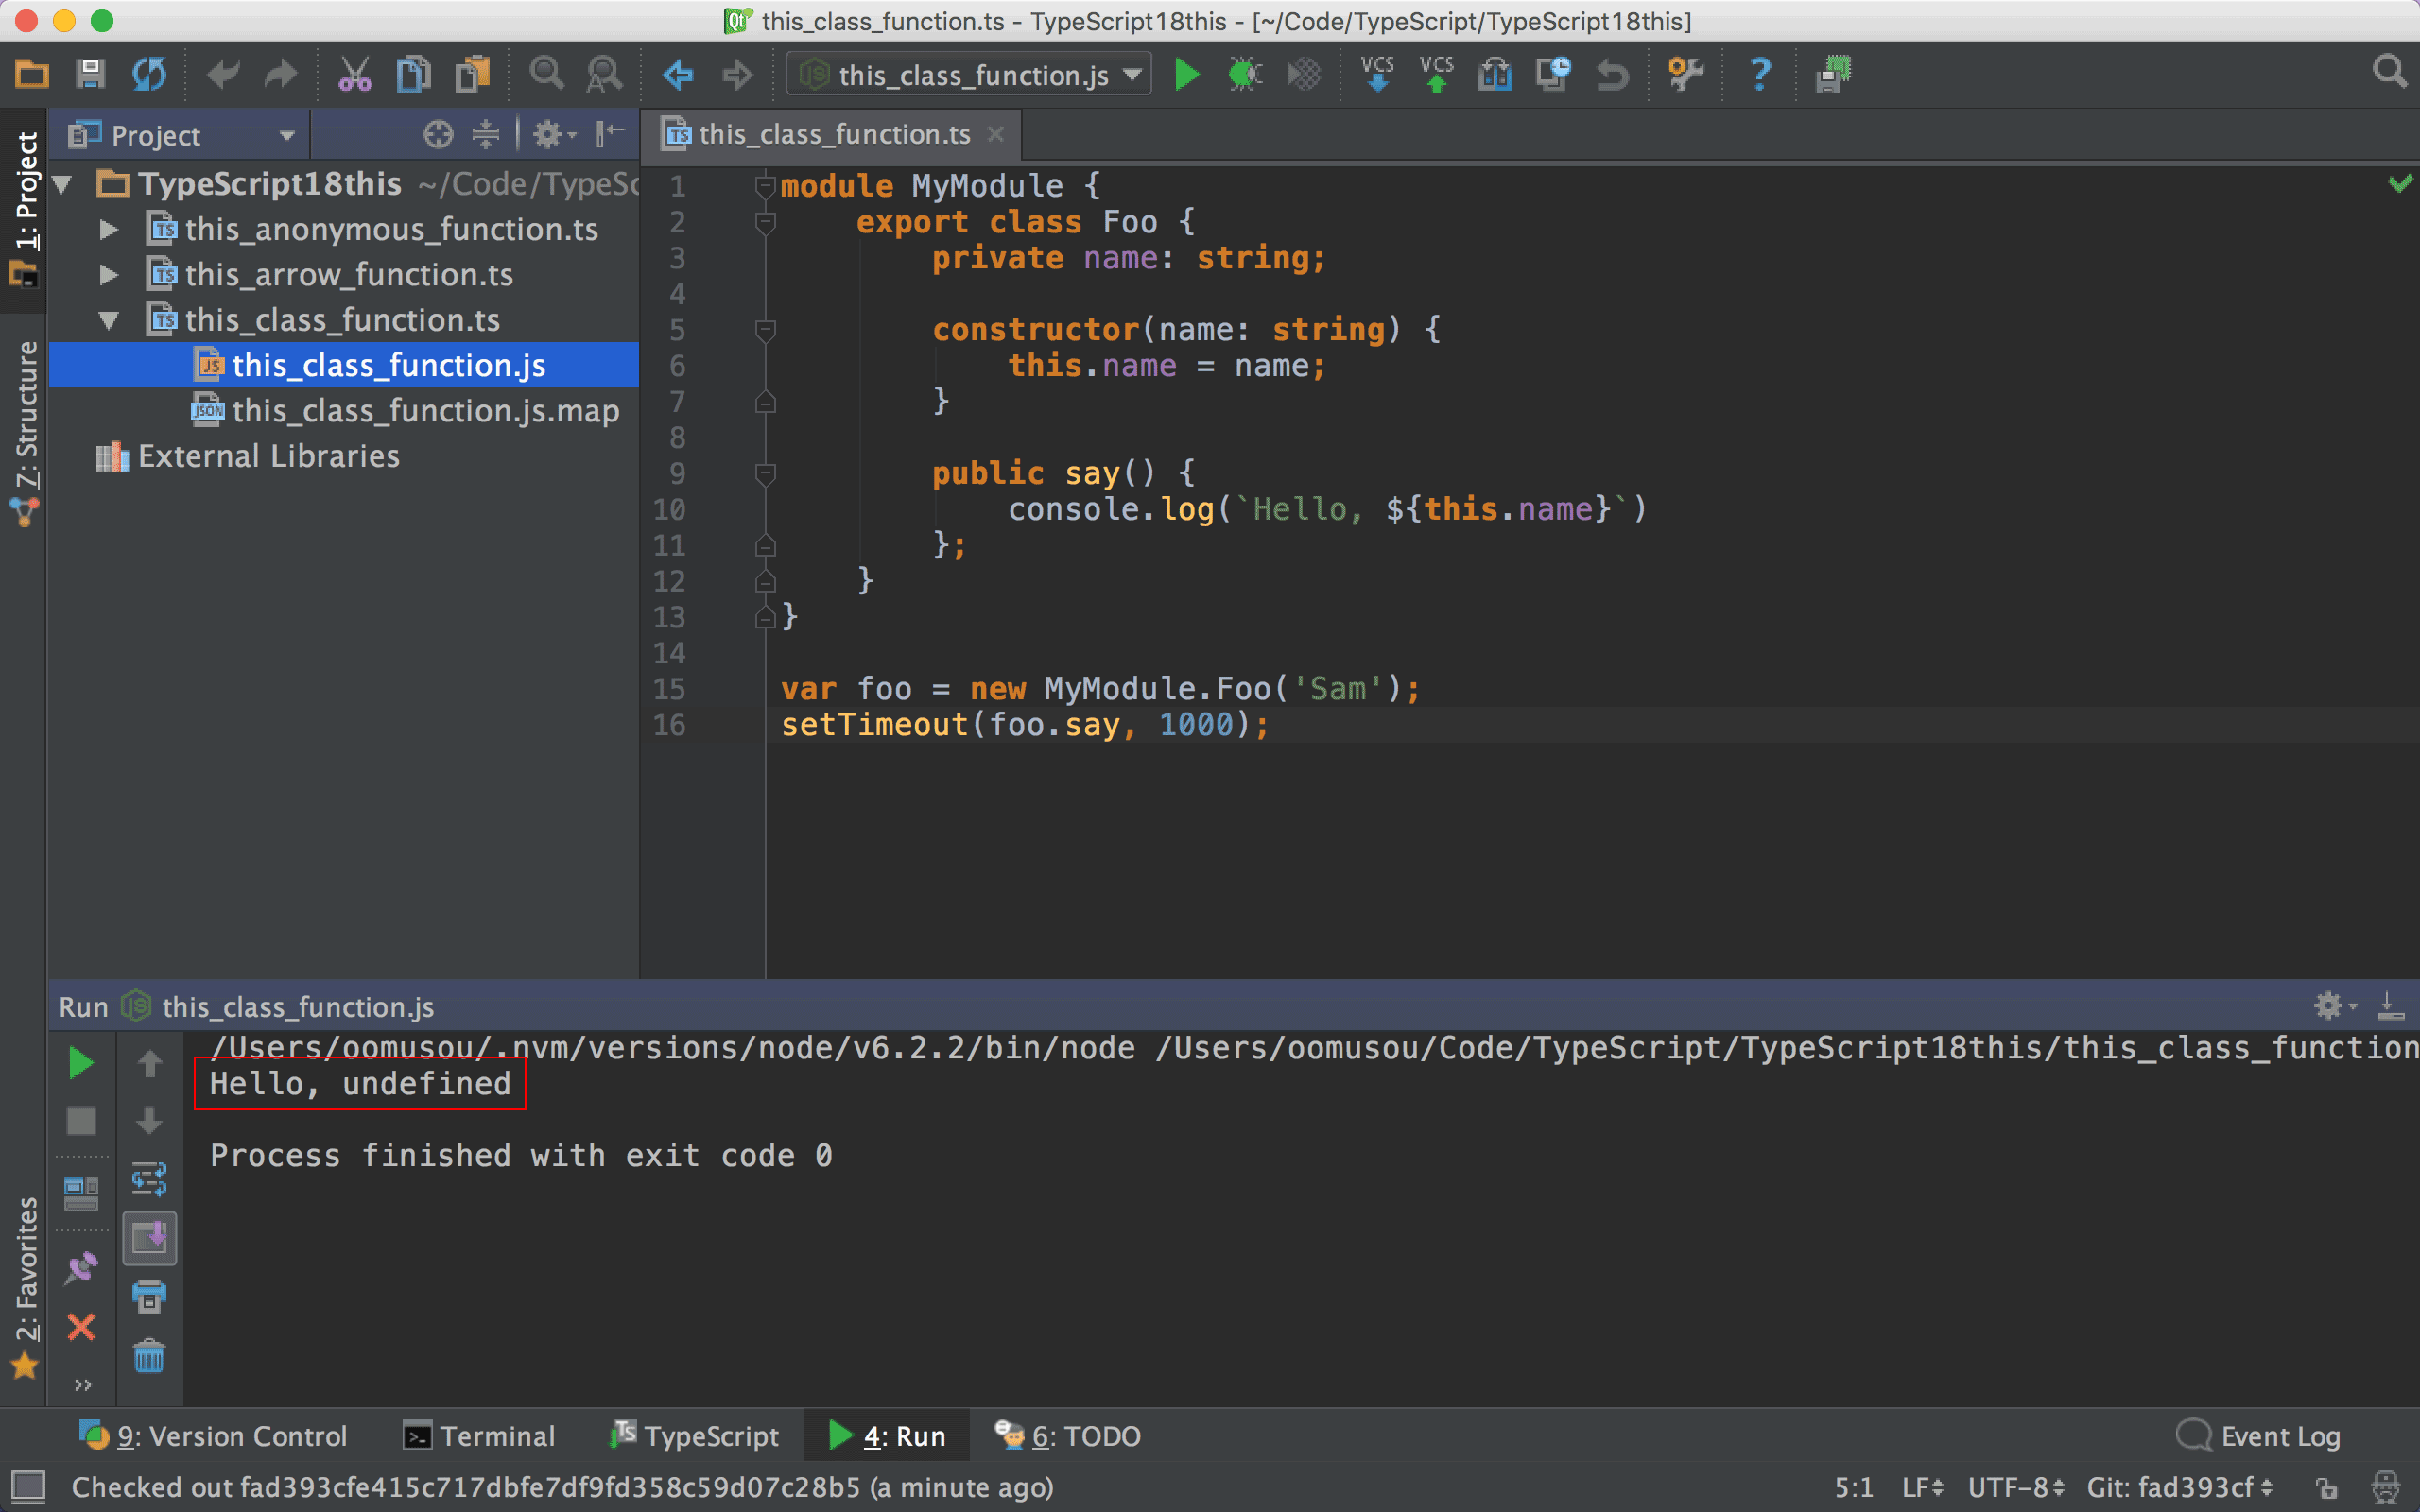 this_class_function.ts - TypeScript18this - [~/Code/TypeScript/TypeScript18this]
this_class_function.js
VCS
VCS
?
1: Project
7: Structure
2: Favorites
Project
TypeScript18this ~/Code/TypeSc
this_anonymous_function.ts
this_arrow_function.ts
this_class_function.ts
this_class_function.js
this_class_function.js.map
External Libraries
this_class_function.ts
1 module MyModule {
2 export class Foo {
3 private name: string;
4
5 constructor(name: string) {
6 this.name = name;
7 }
8
9 public say() {
10 console.log(`Hello, ${this.name}`)
11 };
12 }
13 }
14
15 var foo = new MyModule.Foo('Sam');
16 setTimeout(foo.say, 1000);
Run this_class_function.js
/Users/oomusou/.nvm/versions/node/v6.2.2/bin/node /Users/oomusou/Code/TypeScript/TypeScript18this/this_class_function
Hello, undefined
Process finished with exit code 0
9: Version Control Terminal TypeScript 4: Run 6: TODO Event Log
Checked out fad393cfe415c717dbfe7df9fd358c59d07c28b5 (a minute ago) 5:1 LF UTF-8 Git: fad393cf